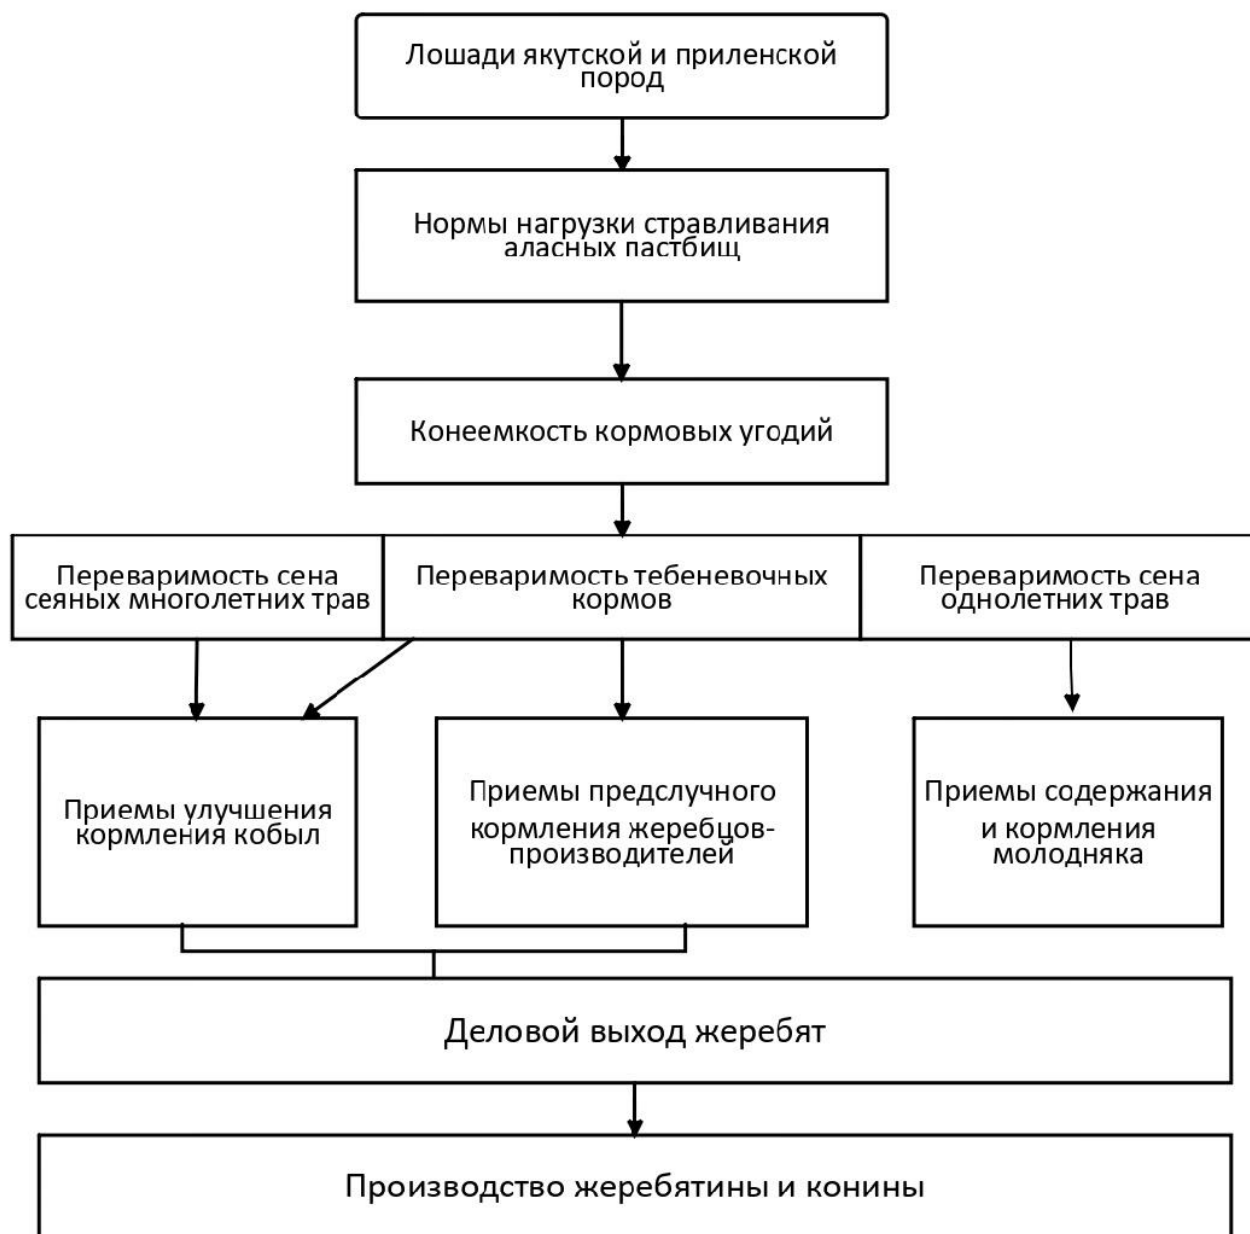 Лошади якутской и приленской
пород
Нормы нагрузки стравливания
аласных пастбищ
Конеемкость кормовых угодий
Переваримость сена
сеяных многолетних трав
Переваримость тебеневочных
кормов
Переваримость сена
однолетних трав
Приемы улучшения
кормления кобыл
Приемы предслучного
кормления жеребцов-
производителей
Приемы содержания
и кормления
молодняка
Деловой выход жеребят
Производство жеребятины и конины